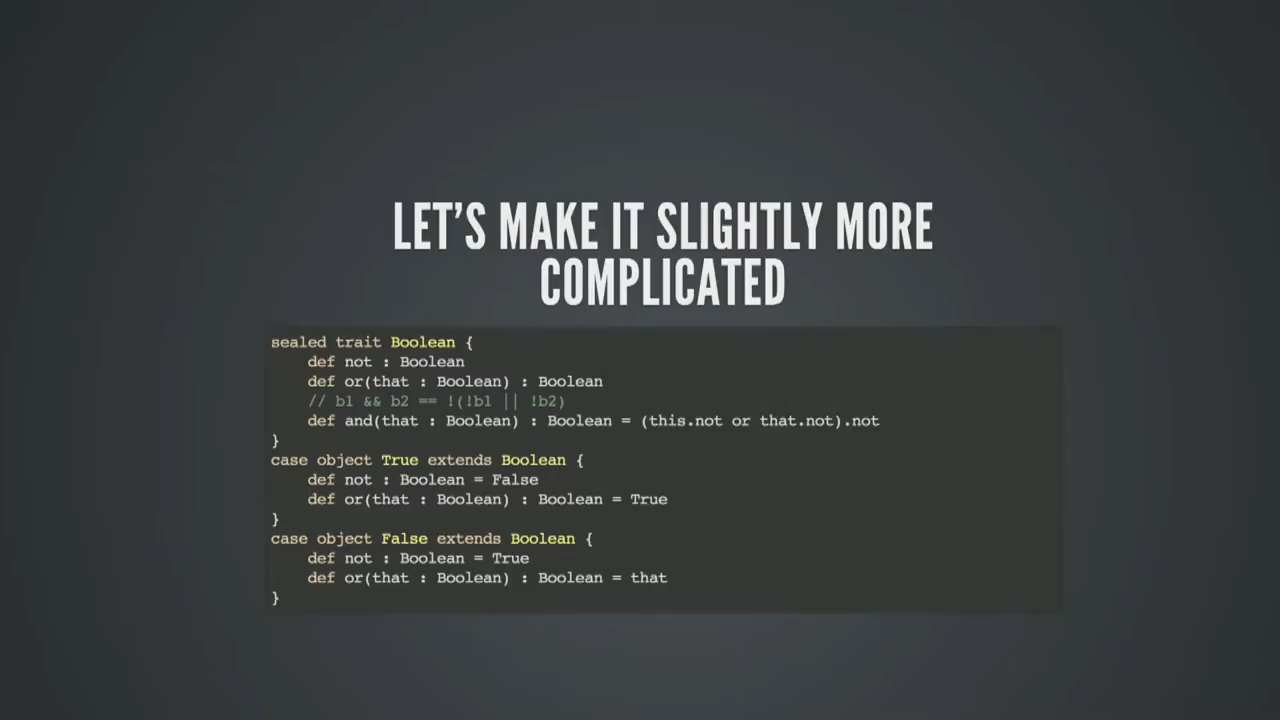 LET'S MAKE IT SLIGHTLY MORE
COMPLICATED
sealed trait Boolean {
    def not : Boolean
    def or(that : Boolean) : Boolean
    // b1 && b2 == !(!b1 || !b2)
    def and(that : Boolean) : Boolean = (this.not or that.not).not
}
case object True extends Boolean {
    def not : Boolean = False
    def or(that : Boolean) : Boolean = True
}
case object False extends Boolean {
    def not : Boolean = True
    def or(that : Boolean) : Boolean = that
}